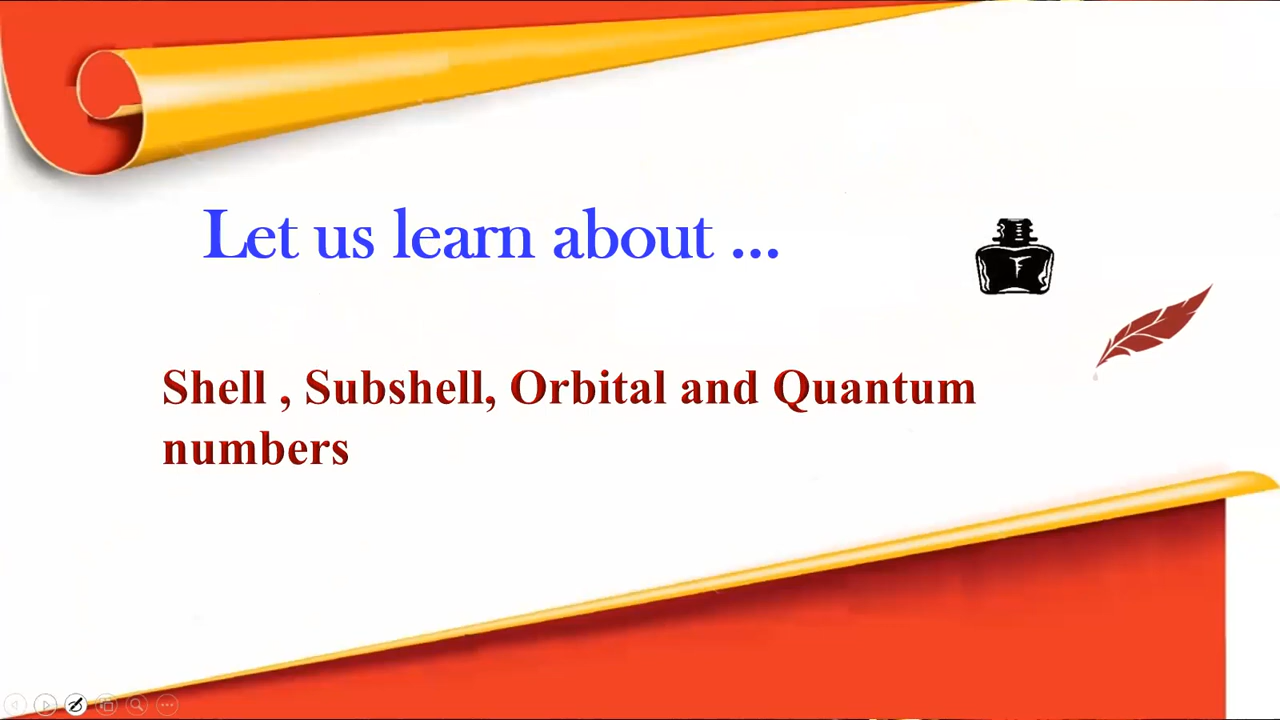 Let us learn about ...
Shell , Subshell, Orbital and Quantum
numbers